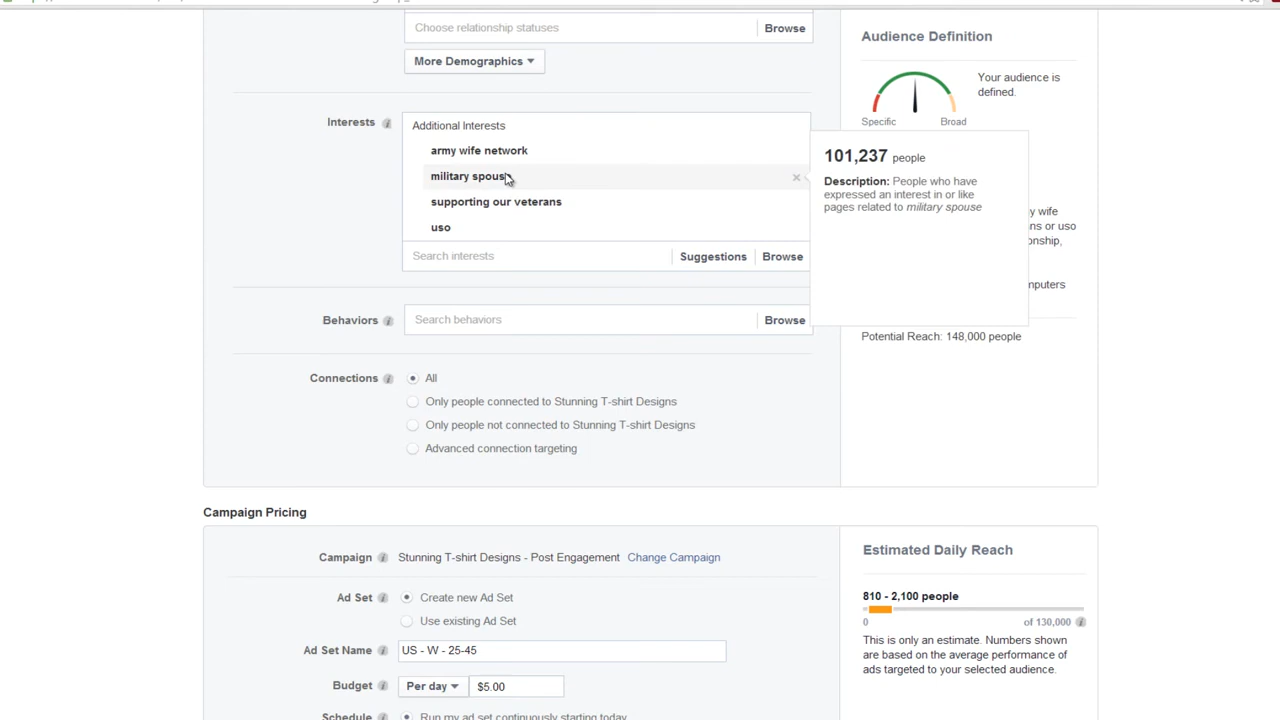 Choose relationship statuses Browse
More Demographics
Audience Definition
Your audience is
defined.
Specific Broad
Interests
Additional Interests
army wife network
military spouse
supporting our veterans
uso
Search interests Suggestions Browse
101,237 people
Description: People who have
expressed an interest in or like
pages related to military spouse
y wife
ns or uso
onship,
mputers
Potential Reach: 148,000 people
Behaviors
Search behaviors Browse
Connections
All
Only people connected to Stunning T-shirt Designs
Only people not connected to Stunning T-shirt Designs
Advanced connection targeting
Campaign Pricing
Campaign Stunning T-shirt Designs - Post Engagement Change Campaign
Ad Set Create new Ad Set
Use existing Ad Set
Ad Set Name US - W - 25-45
Budget Per day $5.00
Schedule Run my ad set continuously starting today
Estimated Daily Reach
810 - 2,100 people
0 of 130,000
This is only an estimate. Numbers shown
are based on the average performance of
ads targeted to your selected audience.